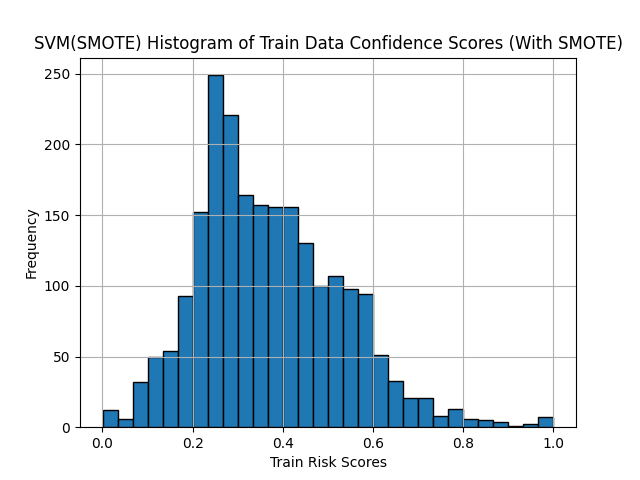 SVM(SMOTE) Histogram of Train Data Confidence Scores (With SMOTE)
250
200
150
100
50
0
Frequency
0.0 0.2 0.4 0.6 0.8 1.0
Train Risk Scores